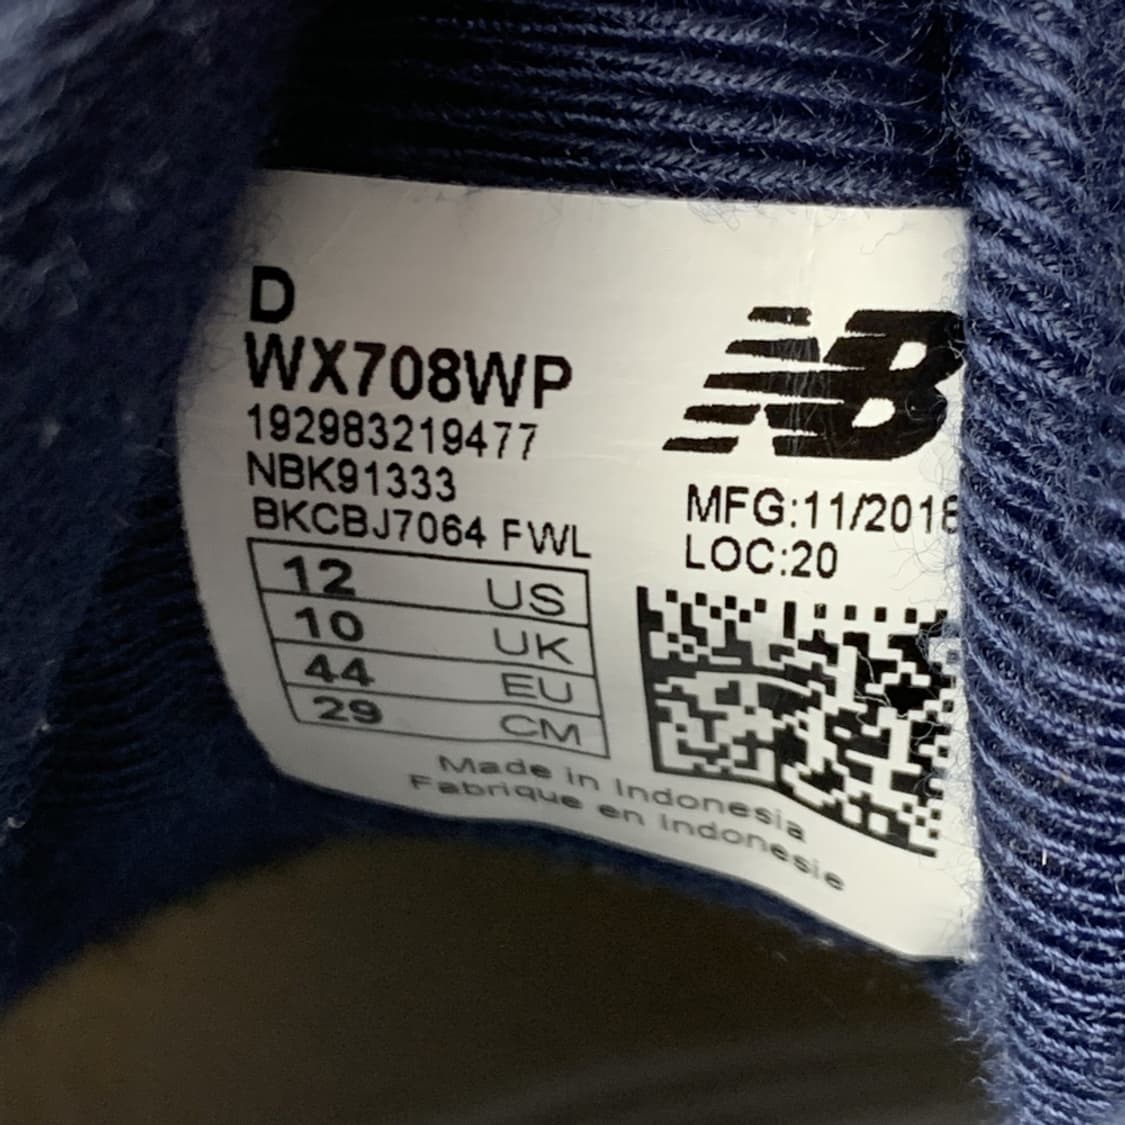 D
WX708WP
192983219477
NBK91333
BKCBJ7064 FWL
12 US
10 UK
44 EU
29 CM
NB
MFG:11/2018
LOC:20
Made in Indonesia
Fabrique en Indonesie